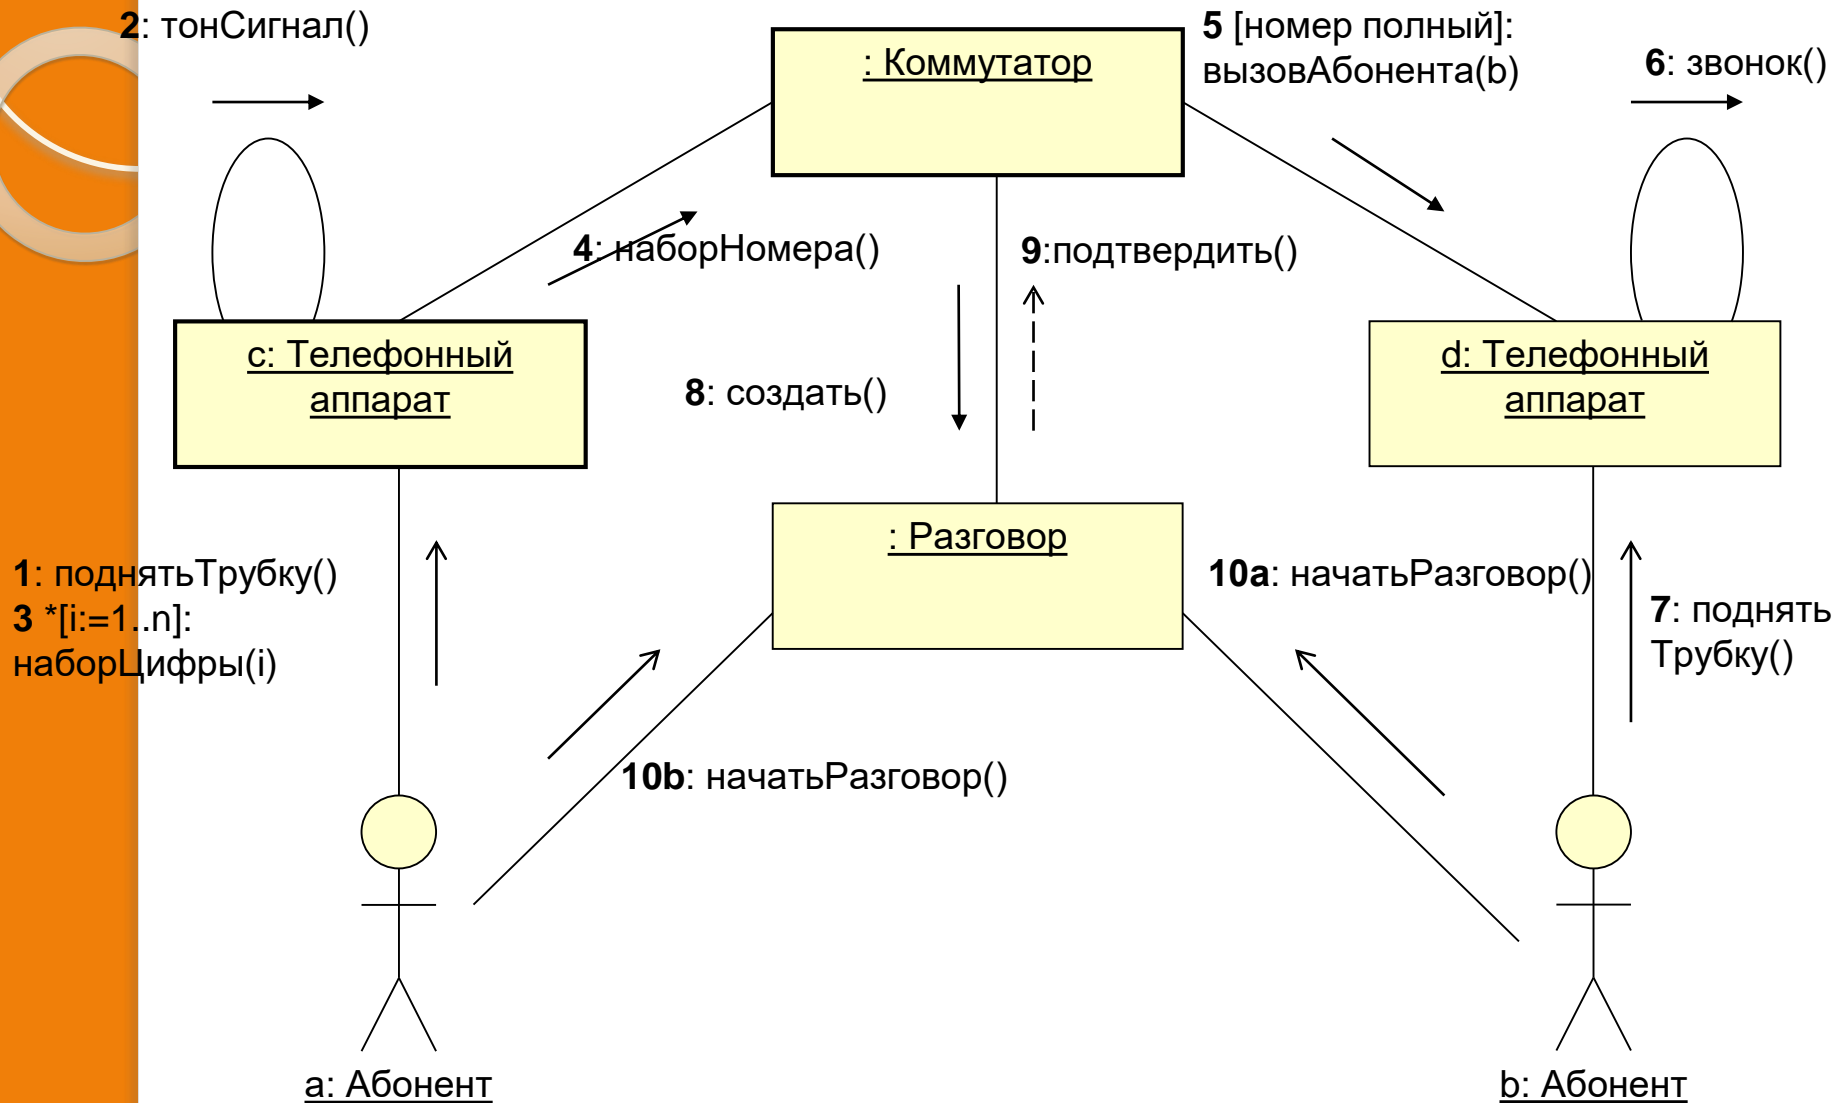 2: тонСигнал()
: Коммутатор
5 [номер полный]:
вызовАбонента(b)
6: звонок()
4: наборНомера()
9:подтвердить()
c: Телефонный
аппарат
8: создать()
d: Телефонный
аппарат
: Разговор
1: поднятьТрубку()
3 *[i:=1..n]:
наборЦифры(i)
10a: начатьРазговор()
7: поднять
Трубку()
10b: начатьРазговор()
a: Абонент
b: Абонент